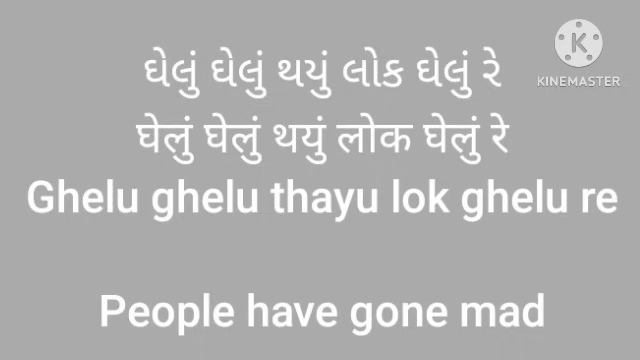 ઘેલું ઘેલું થયું લોક ઘેલું રે
KINEMASTER
ઘેલું ઘેલું થયું લોક ઘેલું રે
Ghelu ghelu thayu lok ghelu re
People have gone mad